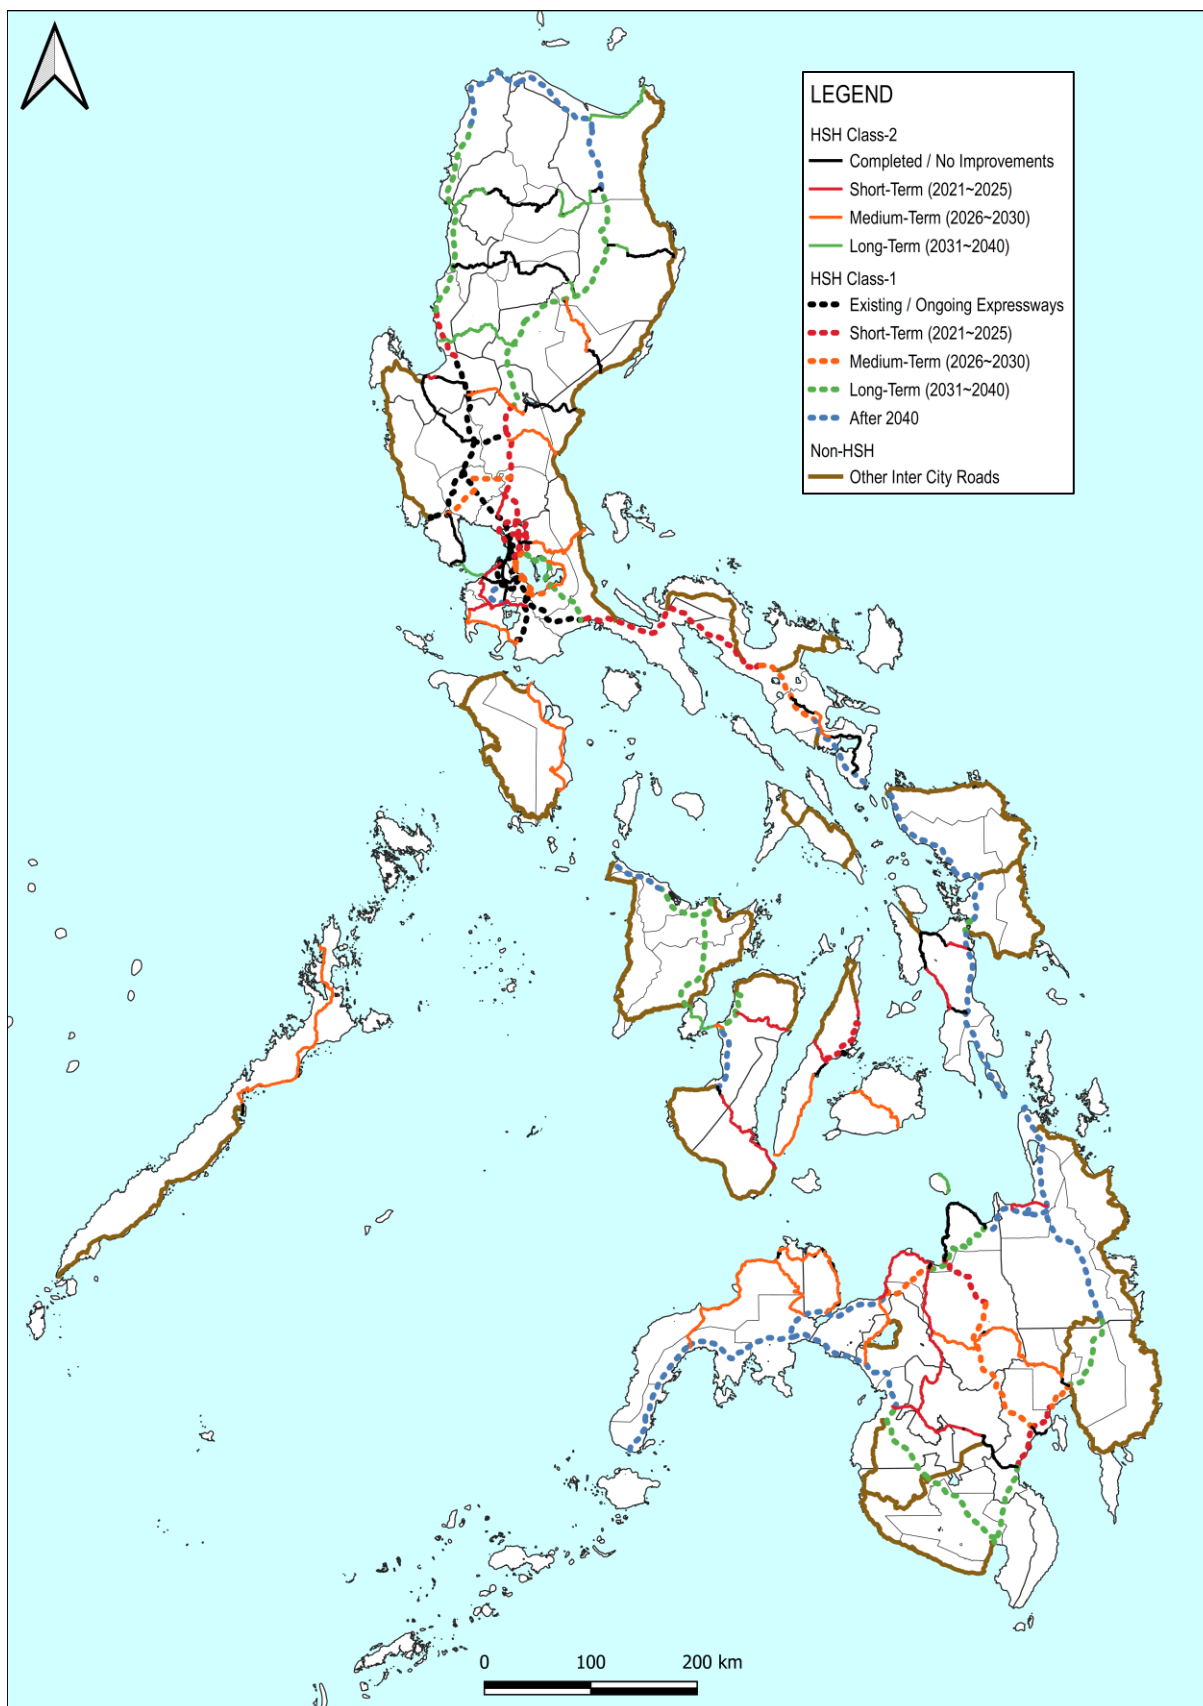 LEGEND
HSH Class-2
Completed / No Improvements
Short-Term (2021~2025)
Medium-Term (2026~2030)
Long-Term (2031~2040)
HSH Class-1
Existing / Ongoing Expressways
Short-Term (2021~2025)
Medium-Term (2026~2030)
Long-Term (2031~2040)
After 2040
Non-HSH
Other Inter City Roads
0 100 200 km